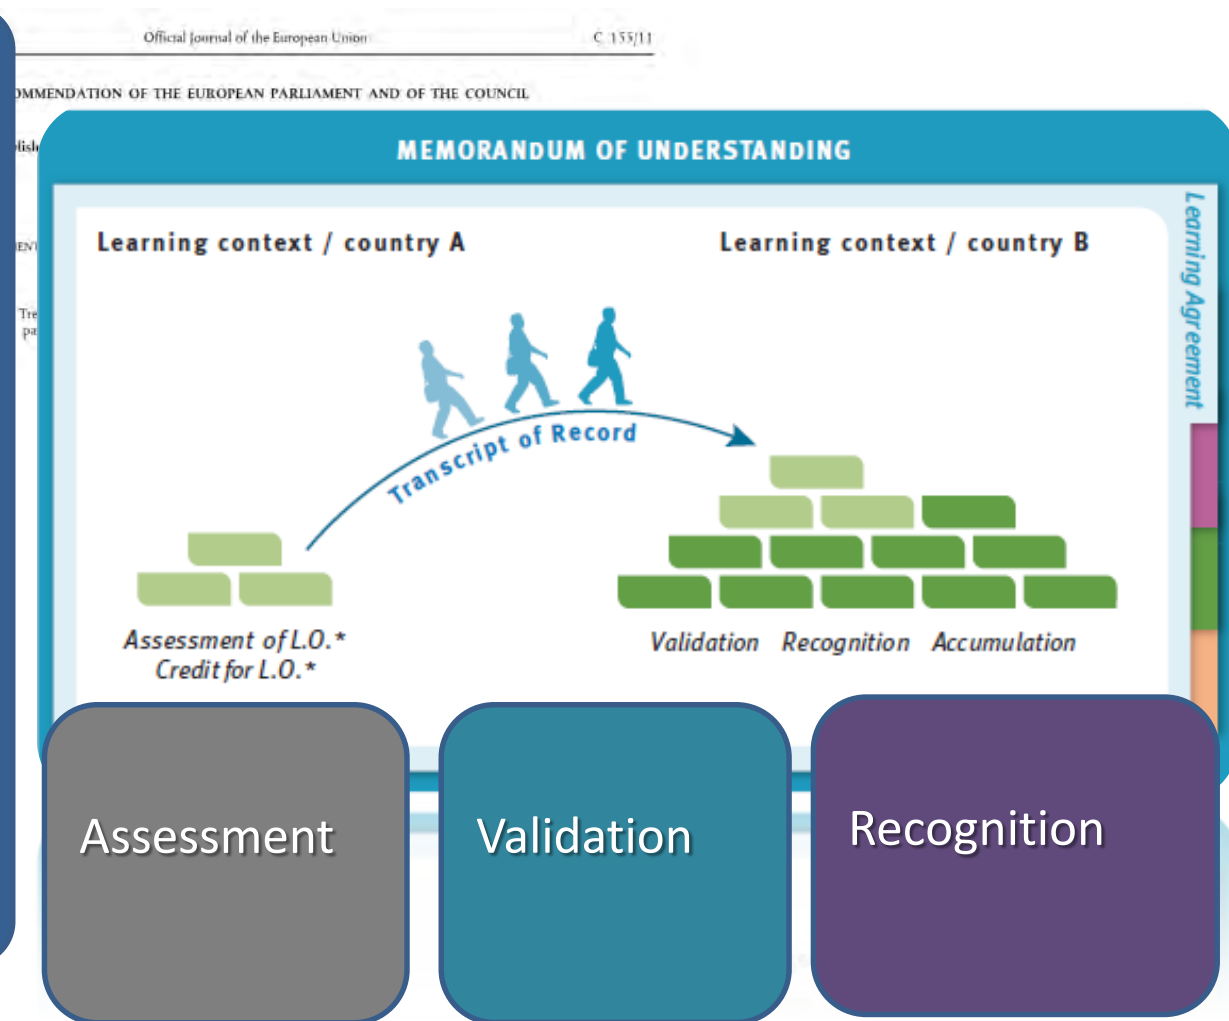 Official Journal of the European Union
C 155/11
OMMENDATION OF THE EUROPEAN PARLIAMENT AND OF THE COUNCIL
MEMORANDUM OF UNDERSTANDING
Learning Agreement
Learning context / country A
Learning context / country B
Transcript of Record
Assessment of L.O.*
Credit for L.O.*
Validation Recognition Accumulation
Assessment
Validation
Recognition